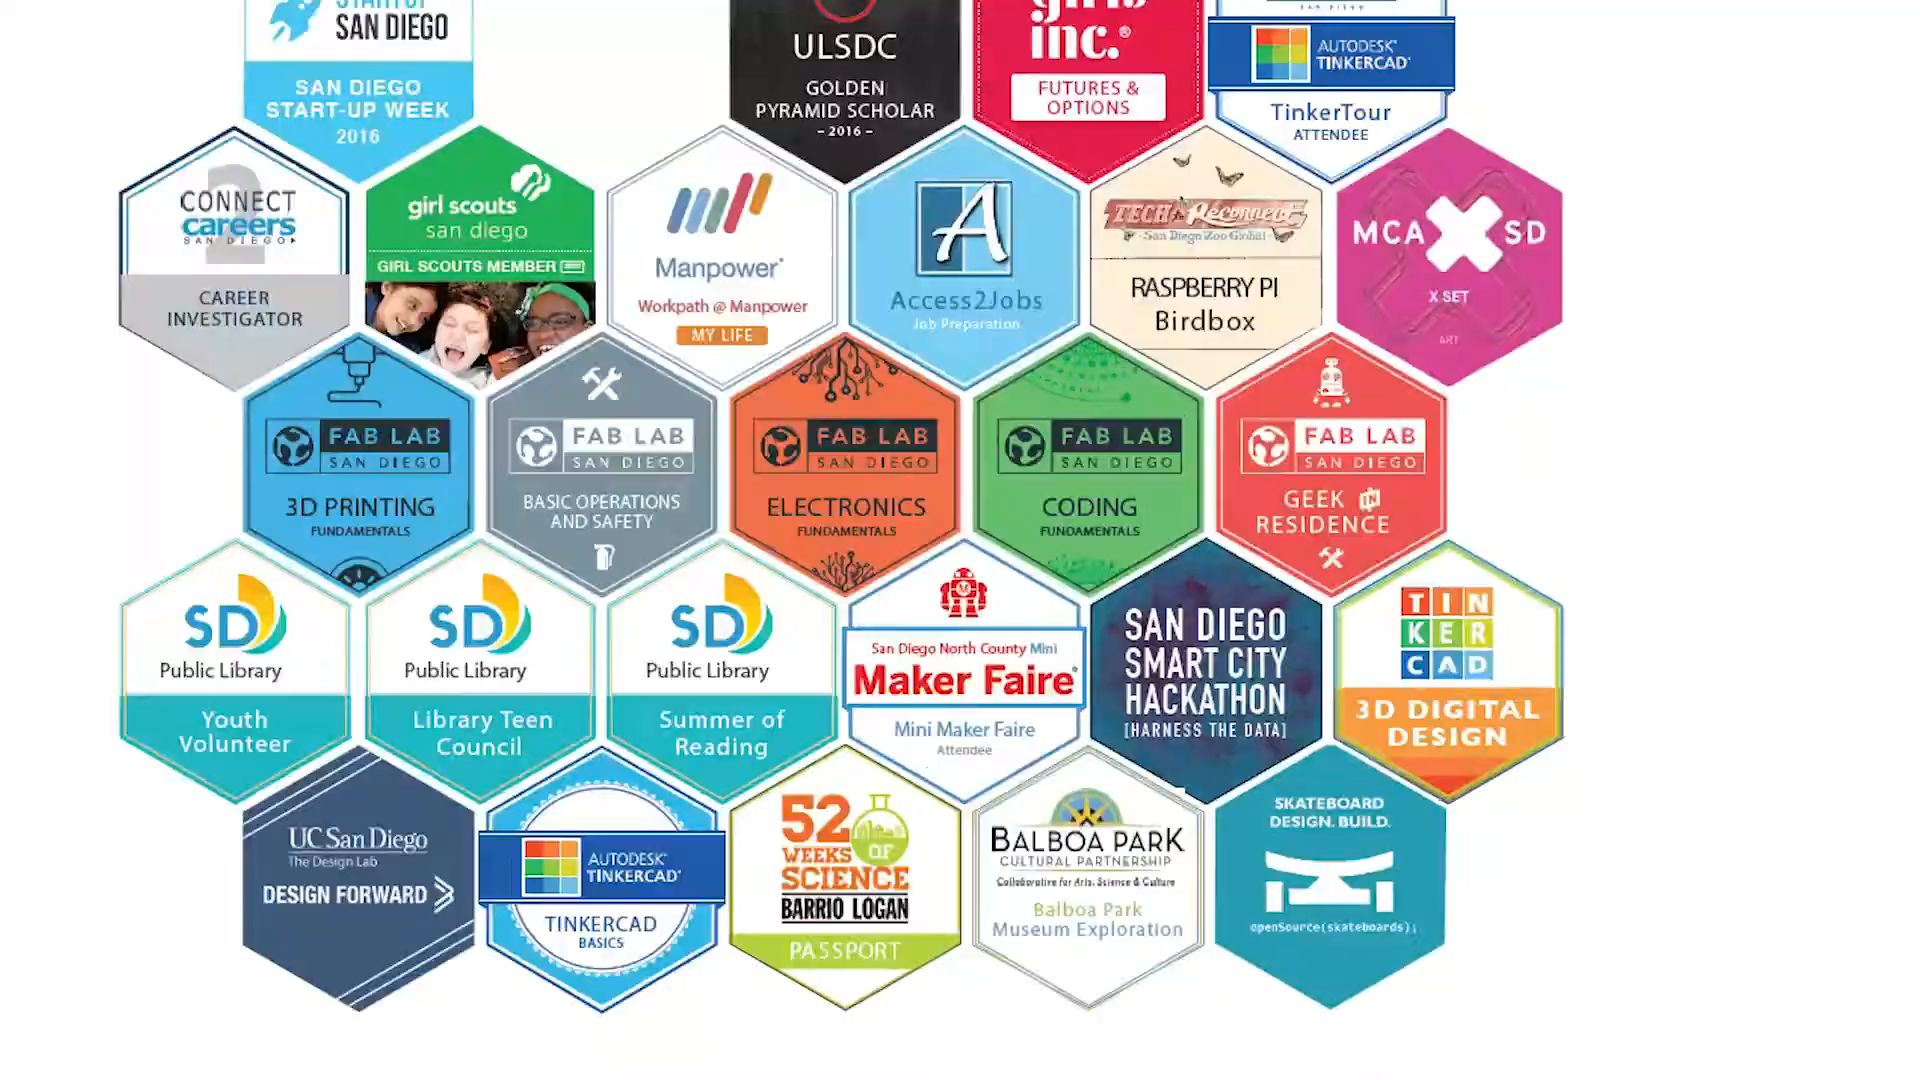 STARTUP
SAN DIEGO
SAN DIEGO
START-UP WEEK
2016
ULSDC
GOLDEN
PYRAMID SCHOLAR
– 2016 –
girls
inc.®
FUTURES &
OPTIONS
SAN DIEGO
AUTODESK®
TINKERCAD®
TinkerTour
ATTENDEE
2
CONNECT
careers
SAN DIEGO
CAREER
INVESTIGATOR
girl scouts
san diego
GIRL SCOUTS MEMBER
Manpower®
Workpath @ Manpower
MY LIFE
A
Access2Jobs
Job Preparation
TECH Reconnect
San Diego Zoo Global
RASPBERRY PI
Birdbox
MCA X SD
X SET
ART
FAB LAB
SAN DIEGO
3D PRINTING
FUNDAMENTALS
FAB LAB
SAN DIEGO
BASIC OPERATIONS
AND SAFETY
FAB LAB
SAN DIEGO
ELECTRONICS
FUNDAMENTALS
FAB LAB
SAN DIEGO
CODING
FUNDAMENTALS
FAB LAB
SAN DIEGO
GEEK IN
RESIDENCE
SD
Public Library
Youth
Volunteer
SD
Public Library
Library Teen
Council
SD
Public Library
Summer of
Reading
M
San Diego North County Mini
Maker Faire®
Mini Maker Faire
Attendee
SAN DIEGO
SMART CITY
HACKATHON
[HARNESS THE DATA]
TIN
KER
CAD
3D DIGITAL
DESIGN
UC San Diego
The Design Lab
DESIGN FORWARD
AUTODESK®
TINKERCAD®
TINKERCAD
BASICS
52
WEEKS OF
SCIENCE
BARRIO LOGAN
PASSPORT
BALBOA PARK
CULTURAL PARTNERSHIP
Collaborative for Arts, Science & Culture
Balboa Park
Museum Exploration
SKATEBOARD
DESIGN. BUILD.
openSource(skateboards);